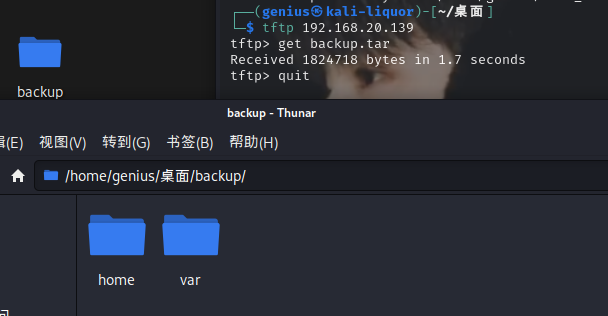 ┌──(genius㉿kali-liquor)-[~/桌面]
└─$ tftp 192.168.20.139
tftp> get backup.tar
Received 1824718 bytes in 1.7 seconds
tftp> quit
backup
backup - Thunar
(E) 视图(V) 转到(G) 书签(B) 帮助(H)
/home/genius/桌面/backup/
home var